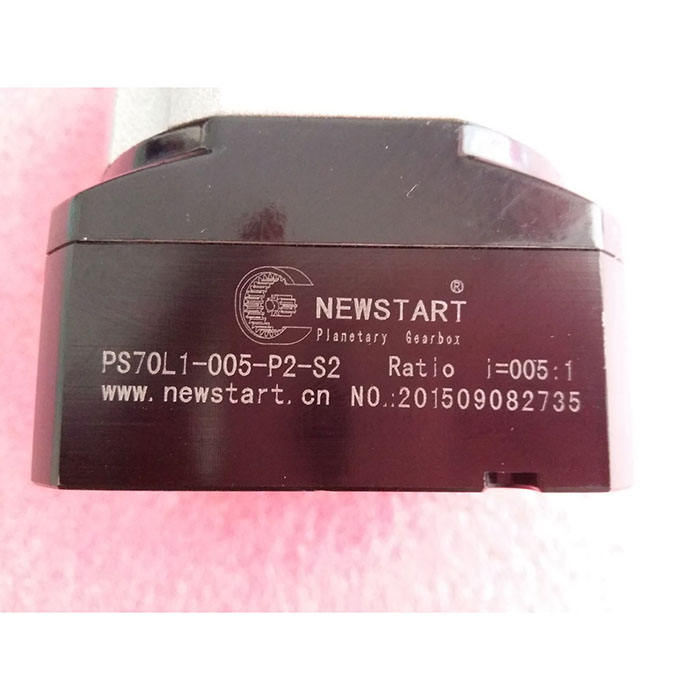 NEWSTART ®
Planetary Gearbox
PS70L1-005-P2-S2 Ratio i=005:1
www.newstart.cn NO.:201509082735